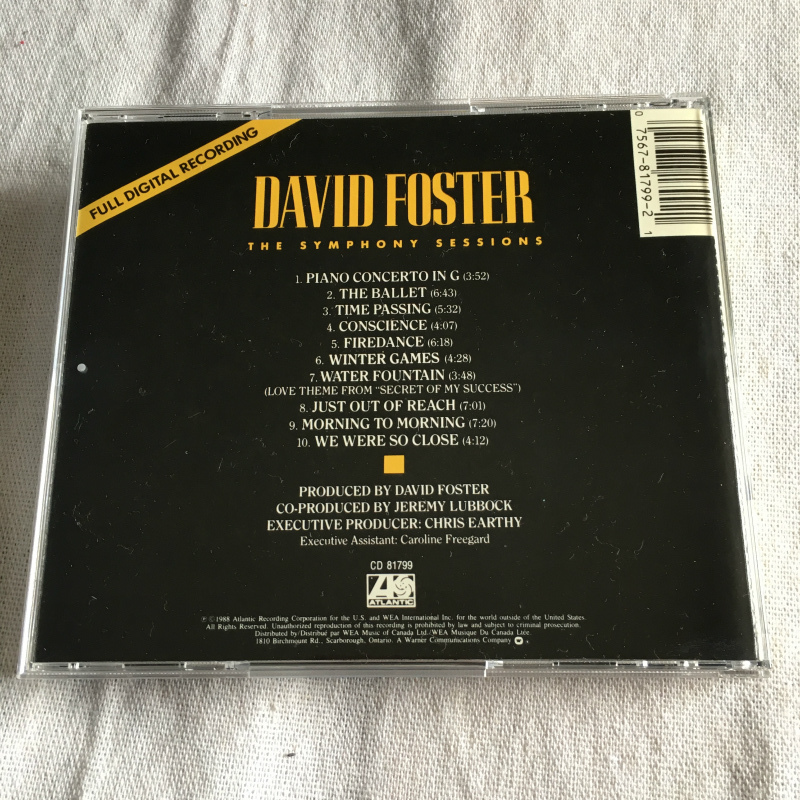 FULL DIGITAL RECORDING
0 7567-81799-2 1
DAVID FOSTER
THE SYMPHONY SESSIONS
1. PIANO CONCERTO IN G (3:52)
2. THE BALLET (6:43)
3. TIME PASSING (5:32)
4. CONSCIENCE (4:07)
5. FIREDANCE (6:18)
6. WINTER GAMES (4:28)
7. WATER FOUNTAIN (3:48)
(LOVE THEME FROM "SECRET OF MY SUCCESS")
8. JUST OUT OF REACH (7:01)
9. MORNING TO MORNING (7:20)
10. WE WERE SO CLOSE (4:12)
PRODUCED BY DAVID FOSTER
CO-PRODUCED BY JEREMY LUBBOCK
EXECUTIVE PRODUCER: CHRIS EARTHY
Executive Assistant: Caroline Freegard
CD 81799
ATLANTIC
℗ © 1988 Atlantic Recording Corporation for the U.S. and WEA International Inc. for the world outside of the United States.
All Rights Reserved. Unauthorized reproduction of this recording is prohibited by law and subject to criminal prosecution.
Distributed by/Distribué par WEA Music of Canada Ltd./WEA Musique Du Canada Ltée.
1810 Birchmount Rd., Scarborough, Ontario. A Warner Communications Company